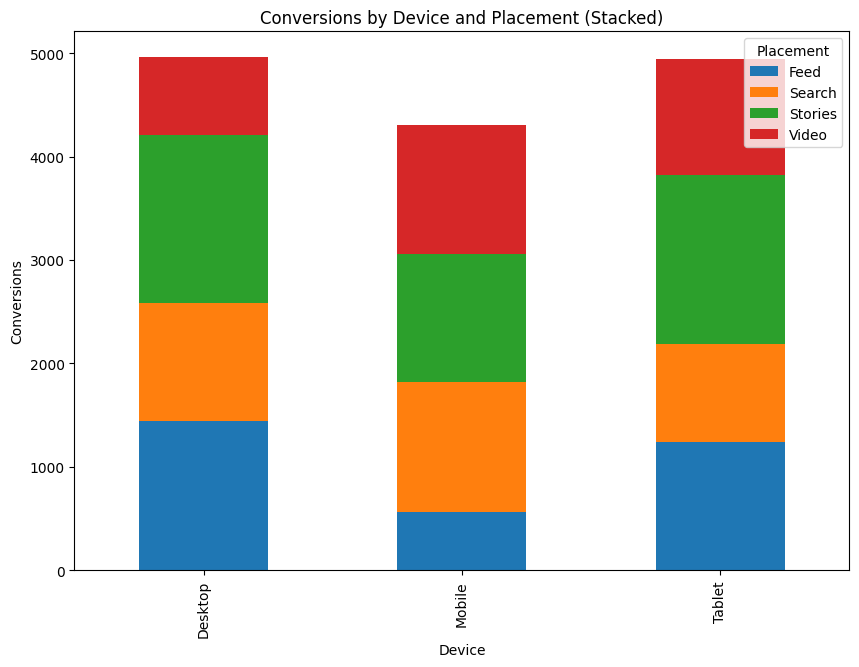 Conversions by Device and Placement (Stacked)
Placement
Feed
Search
Stories
Video
Conversions
5000
4000
3000
2000
1000
0
Desktop
Mobile
Tablet
Device